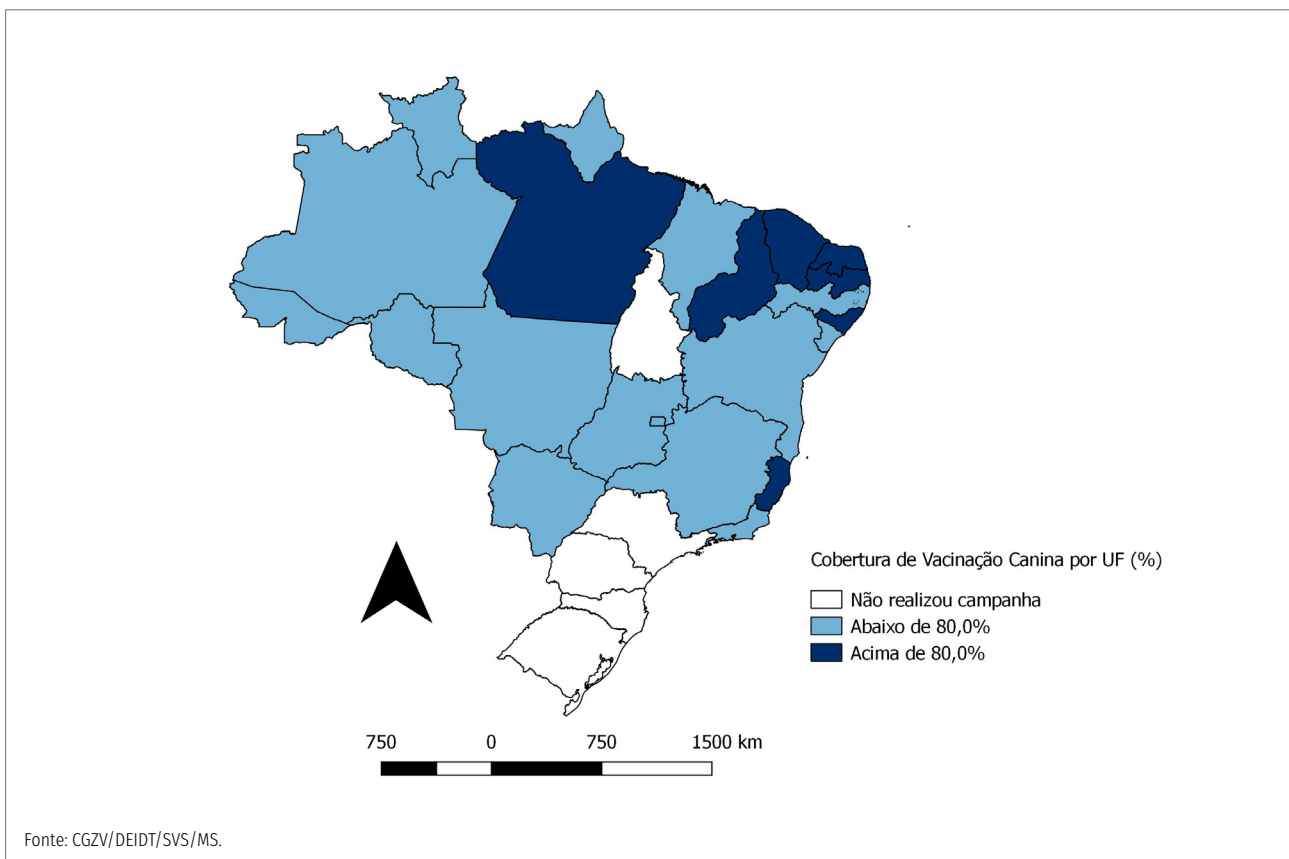 Cobertura de Vacinação Canina por UF (%)
Não realizou campanha
Abaixo de 80,0%
Acima de 80,0%
750 0 750 1500 km
Fonte: CGZV/DEIDT/SVS/MS.